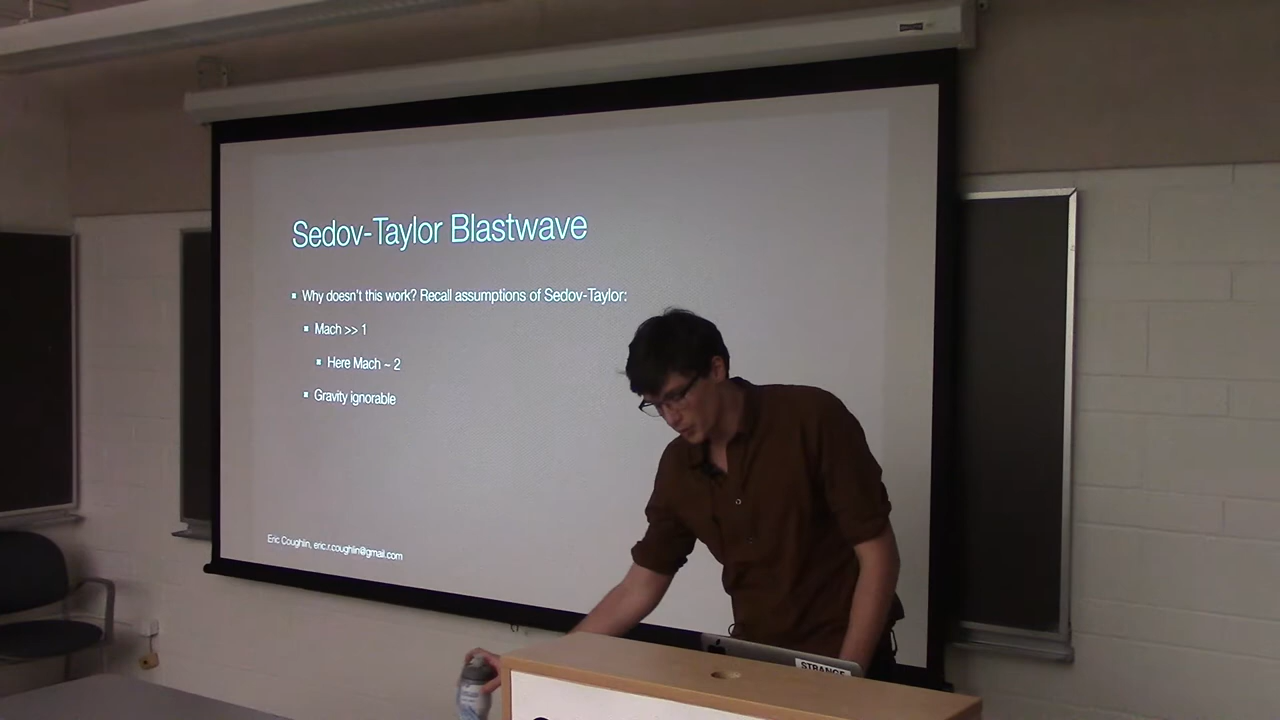 Sedov-Taylor Blastwave
Why doesn't this work? Recall assumptions of Sedov-Taylor:
Mach >> 1
Here Mach ~ 2
Gravity ignorable
Eric Coughlin, eric.r.coughlin@gmail.com
STRANGE